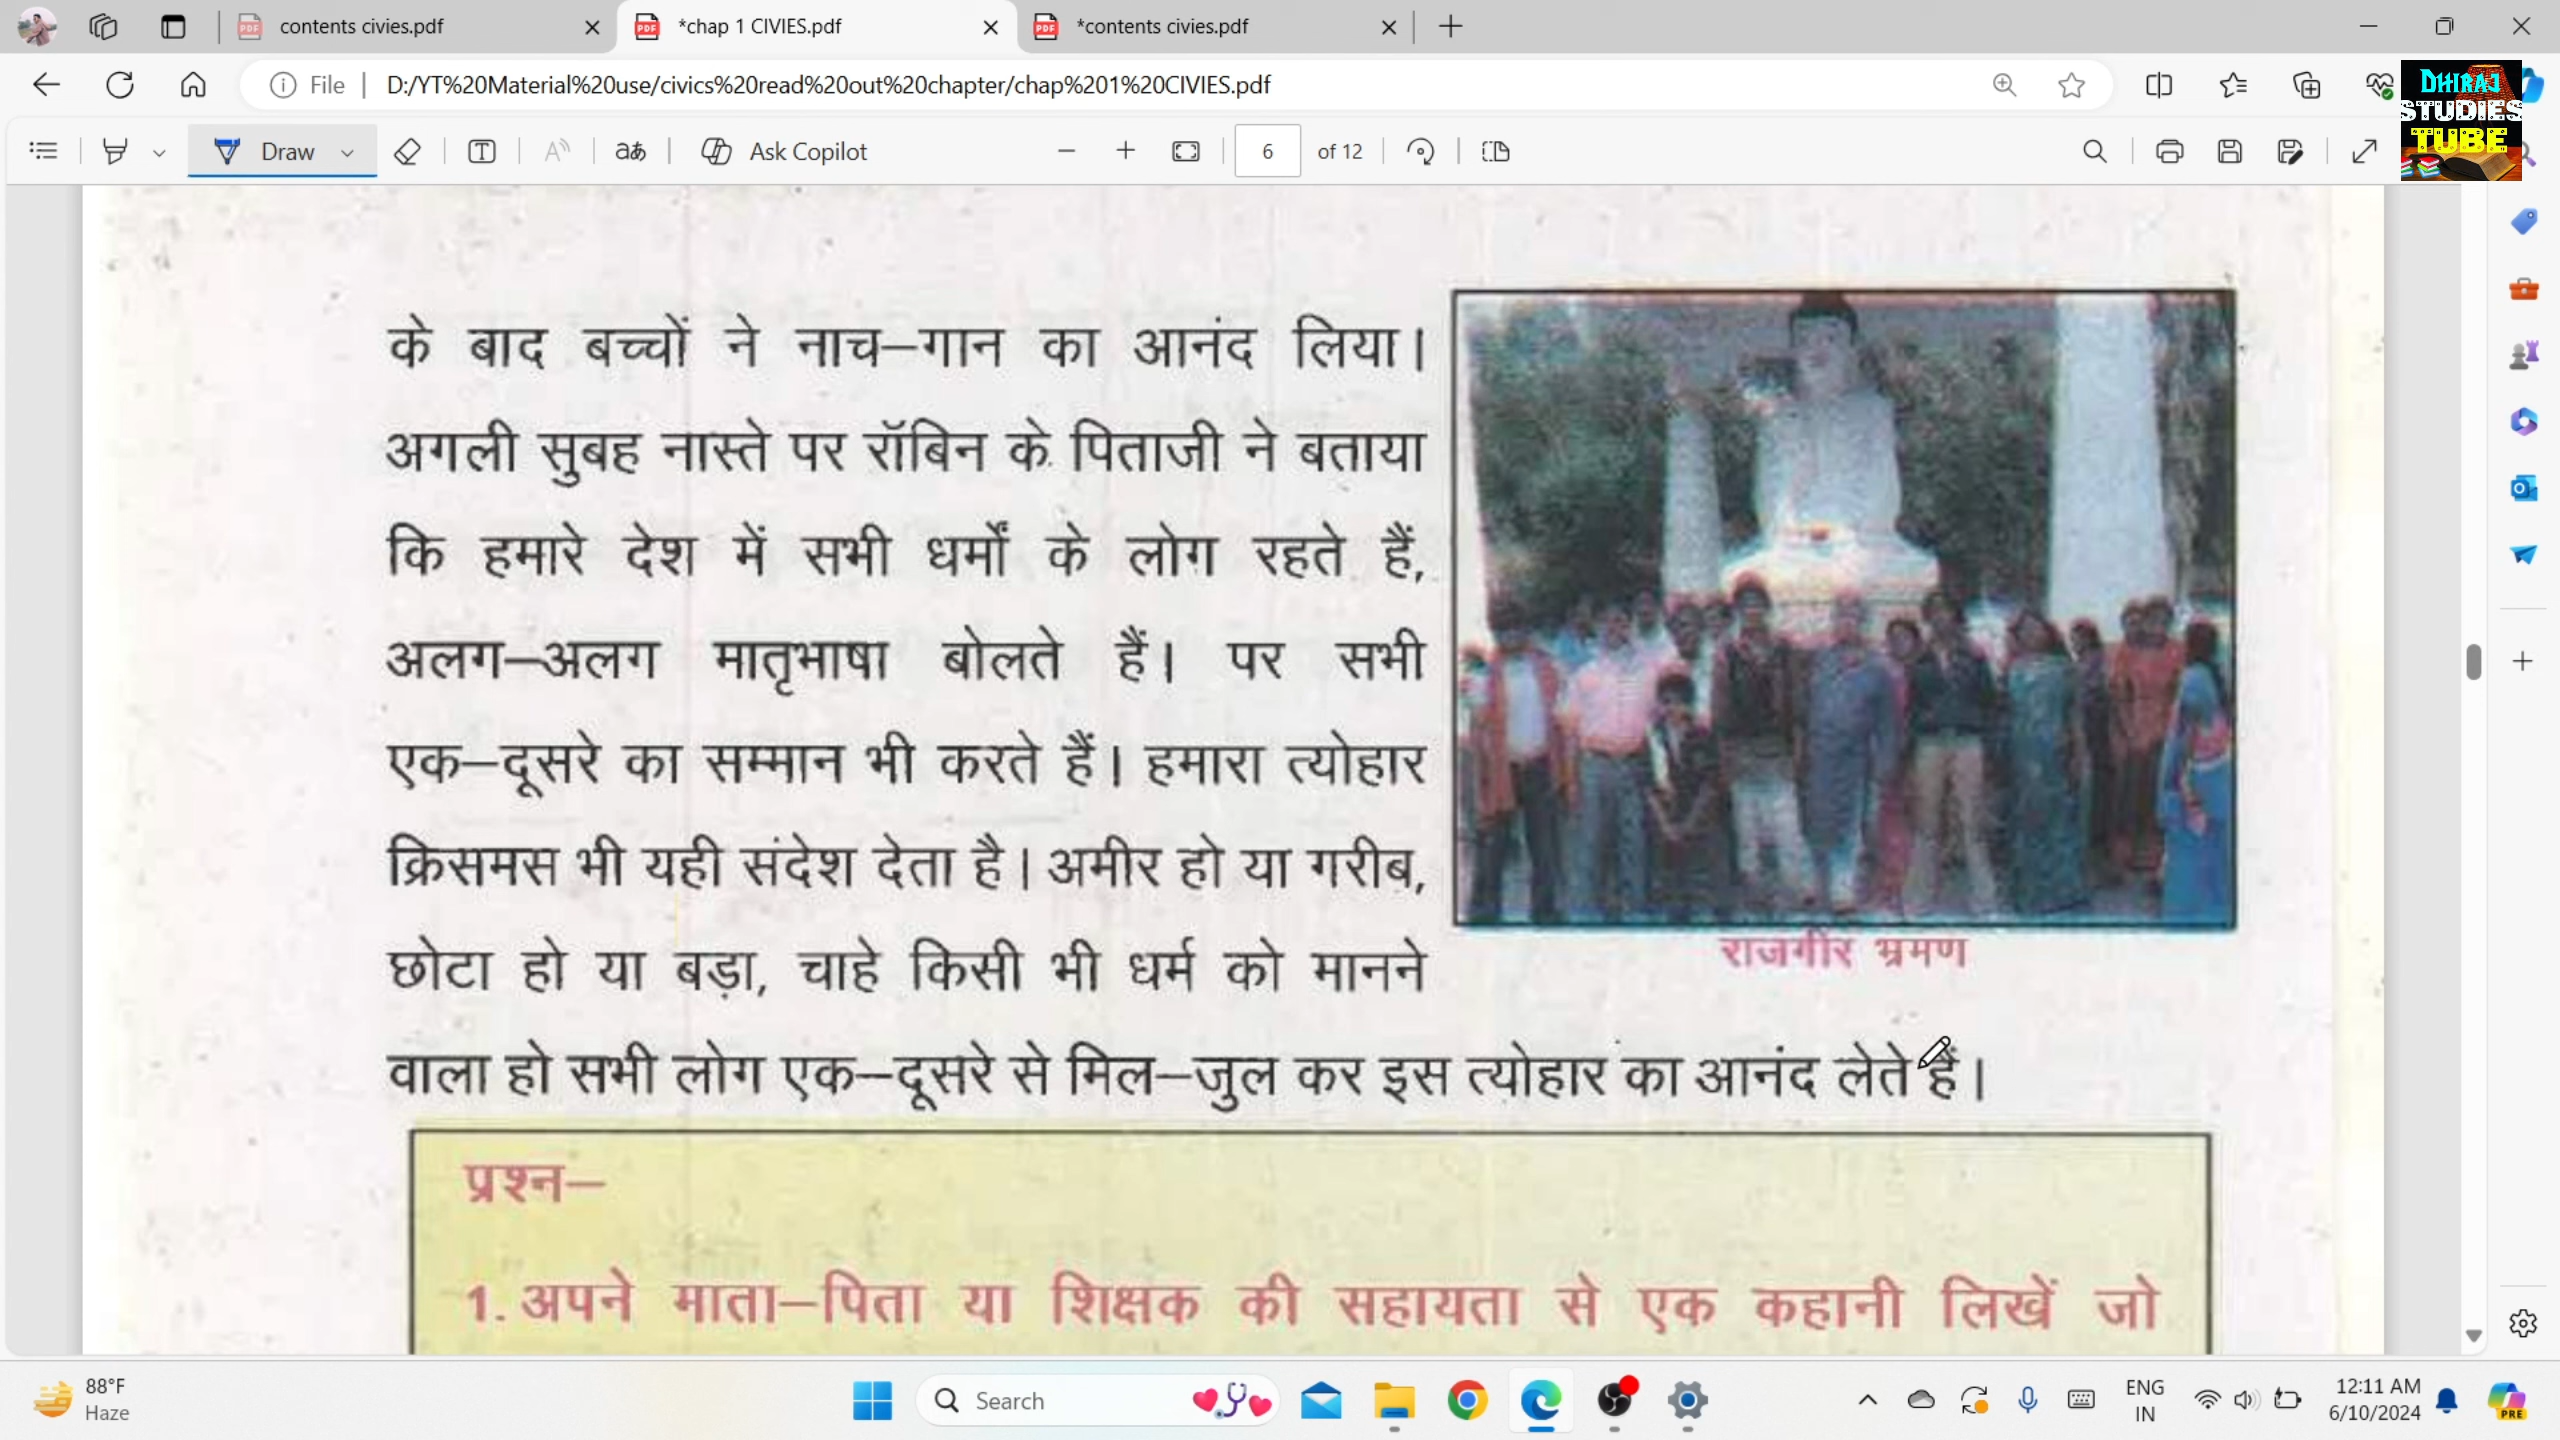 contents civies.pdf
*chap 1 CIVIES.pdf
*contents civies.pdf
File
D:/YT%20Material%20use/civics%20read%20out%20chapter/chap%201%20CIVIES.pdf
DHIRAJ
STUDIES
TUBE
Draw
Ask Copilot
6
of 12
के बाद बच्चों ने नाच–गान का आनंद लिया।
अगली सुबह नास्ते पर रॉबिन के पिताजी ने बताया
कि हमारे देश में सभी धर्मों के लोग रहते हैं,
अलग–अलग मातृभाषा बोलते हैं। पर सभी
एक–दूसरे का सम्मान भी करते हैं। हमारा त्योहार
क्रिसमस भी यही संदेश देता है। अमीर हो या गरीब,
छोटा हो या बड़ा, चाहे किसी भी धर्म को मानने
वाला हो सभी लोग एक–दूसरे से मिल–जुल कर इस त्योहार का आनंद लेते हैं।
राजगीर भ्रमण
प्रश्न–
1. अपने माता–पिता या शिक्षक की सहायता से एक कहानी लिखें जो
88°F
Haze
Search
ENG
IN
12:11 AM
6/10/2024
PRE